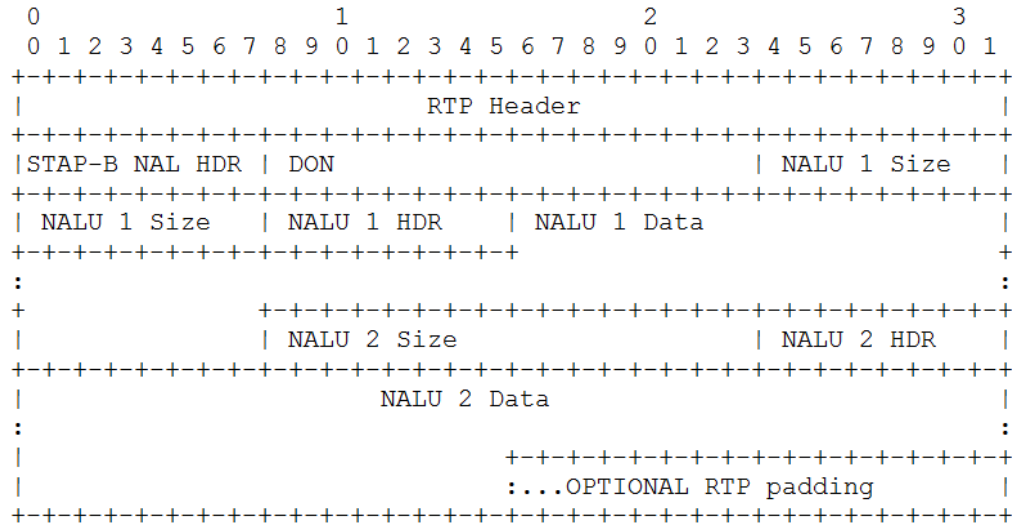 0                   1                   2                   3
 0 1 2 3 4 5 6 7 8 9 0 1 2 3 4 5 6 7 8 9 0 1 2 3 4 5 6 7 8 9 0 1
+-+-+-+-+-+-+-+-+-+-+-+-+-+-+-+-+-+-+-+-+-+-+-+-+-+-+-+-+-+-+-+-+
|                          RTP Header                           |
+-+-+-+-+-+-+-+-+-+-+-+-+-+-+-+-+-+-+-+-+-+-+-+-+-+-+-+-+-+-+-+-+
|STAP-B NAL HDR | DON                           | NALU 1 Size   |
+-+-+-+-+-+-+-+-+-+-+-+-+-+-+-+-+-+-+-+-+-+-+-+-+-+-+-+-+-+-+-+-+
| NALU 1 Size   | NALU 1 HDR    | NALU 1 Data                   |
+-+-+-+-+-+-+-+-+-+-+-+-+-+-+-+-+                               +
:                                                               :
+               +-+-+-+-+-+-+-+-+-+-+-+-+-+-+-+-+-+-+-+-+-+-+-+-+
|               | NALU 2 Size                   | NALU 2 HDR    |
+-+-+-+-+-+-+-+-+-+-+-+-+-+-+-+-+-+-+-+-+-+-+-+-+-+-+-+-+-+-+-+-+
|                       NALU 2 Data                             |
:                                                               :
|                               +-+-+-+-+-+-+-+-+-+-+-+-+-+-+-+-+
|                               :...OPTIONAL RTP padding        |
+-+-+-+-+-+-+-+-+-+-+-+-+-+-+-+-+-+-+-+-+-+-+-+-+-+-+-+-+-+-+-+-+